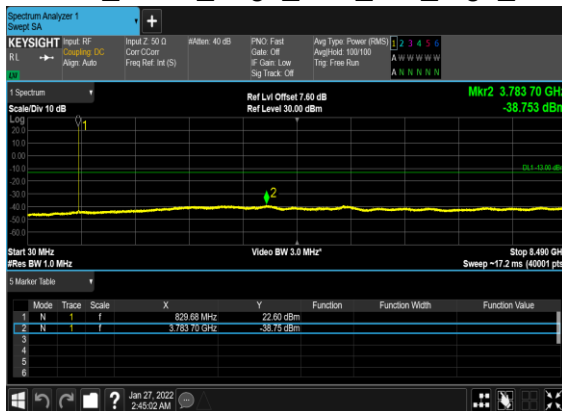 Spectrum Analyzer 1
Swept SA
KEYSIGHT
RL
Input: RF
Coupling: DC
Align: Auto
Input Z: 50 Ω
Corr CCorr
Freq Ref: Int (S)
#Atten: 40 dB
PNO: Fast
Gate: Off
IF Gain: Low
Sig Track: Off
Avg Type: Power (RMS)
Avg|Hold: 100/100
Trig: Free Run
1 2 3 4 5 6
A W W W W W
A N N N N N
1 Spectrum
Scale/Div 10 dB
Ref Lvl Offset 7.60 dB
Ref Level 30.00 dBm
Mkr2 3.783 70 GHz
-38.753 dBm
Log
20.0
10.0
0.00
-10.0
-20.0
-30.0
-40.0
-50.0
-60.0
1
2
DL1 -13.00 dBm
Start 30 MHz
#Res BW 1.0 MHz
Video BW 3.0 MHz*
Stop 8.490 GHz
Sweep ~17.2 ms (40001 pts)
5 Marker Table
Mode Trace Scale X Y Function Function Width Function Value
1 N 1 f 829.68 MHz 22.60 dBm
2 N 1 f 3.783 70 MHz -38.75 dBm
3
4
5
6
Jan 27, 2022
2:45:02 AM